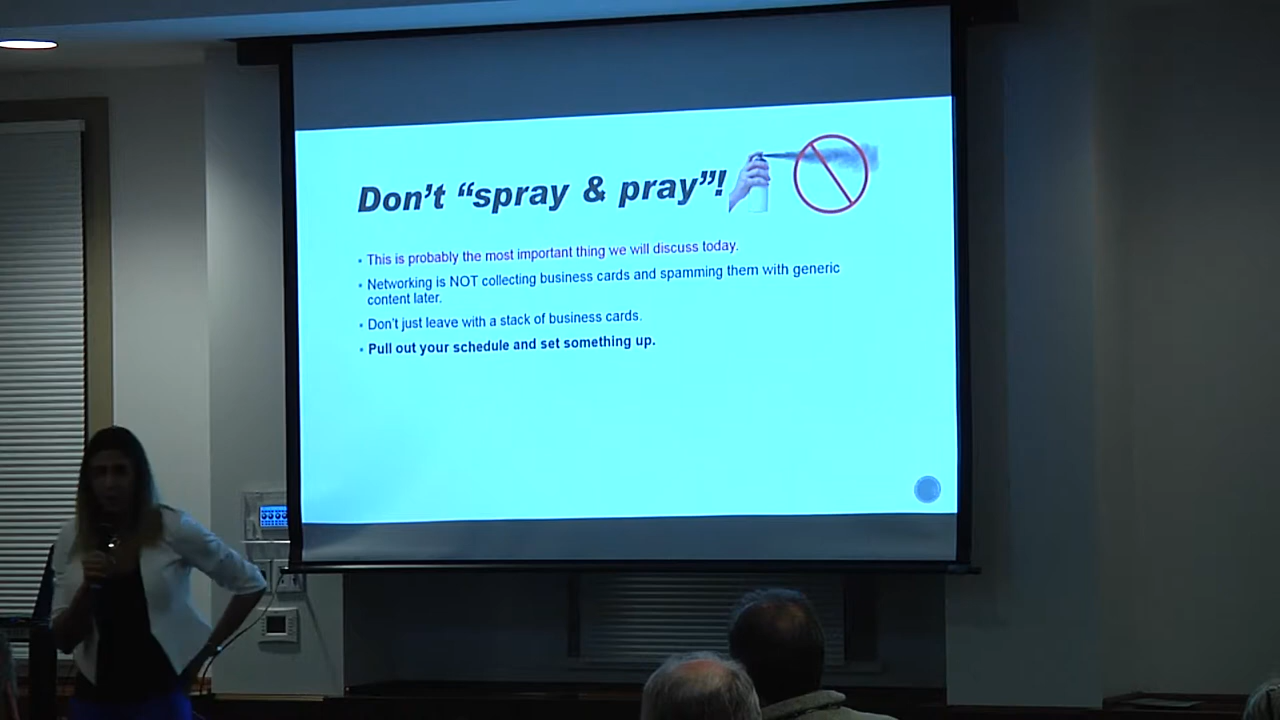 Don't “spray & pray”!
• This is probably the most important thing we will discuss today.
• Networking is NOT collecting business cards and spamming them with generic
content later.
• Don't just leave with a stack of business cards.
• Pull out your schedule and set something up.